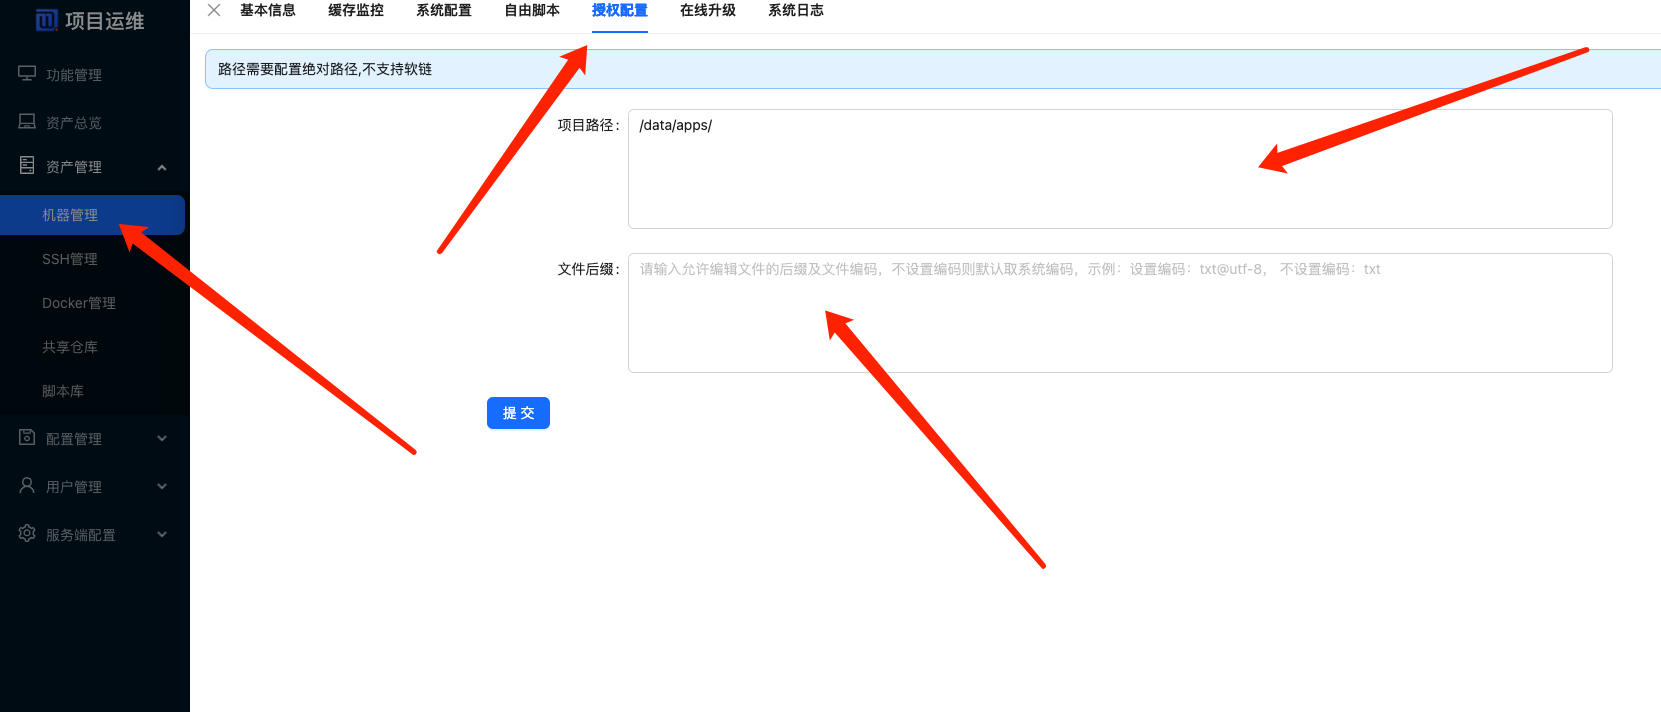 项目运维
功能管理
资产总览
资产管理
机器管理
SSH管理
Docker管理
共享仓库
脚本库
配置管理
用户管理
服务端配置
基本信息 缓存监控 系统配置 自由脚本 授权配置 在线升级 系统日志
路径需要配置绝对路径,不支持软链
项目路径： /data/apps/
文件后缀： 请输入允许编辑文件的后缀及文件编码，不设置编码则默认取系统编码，示例：设置编码：txt@utf-8， 不设置编码：txt
提 交